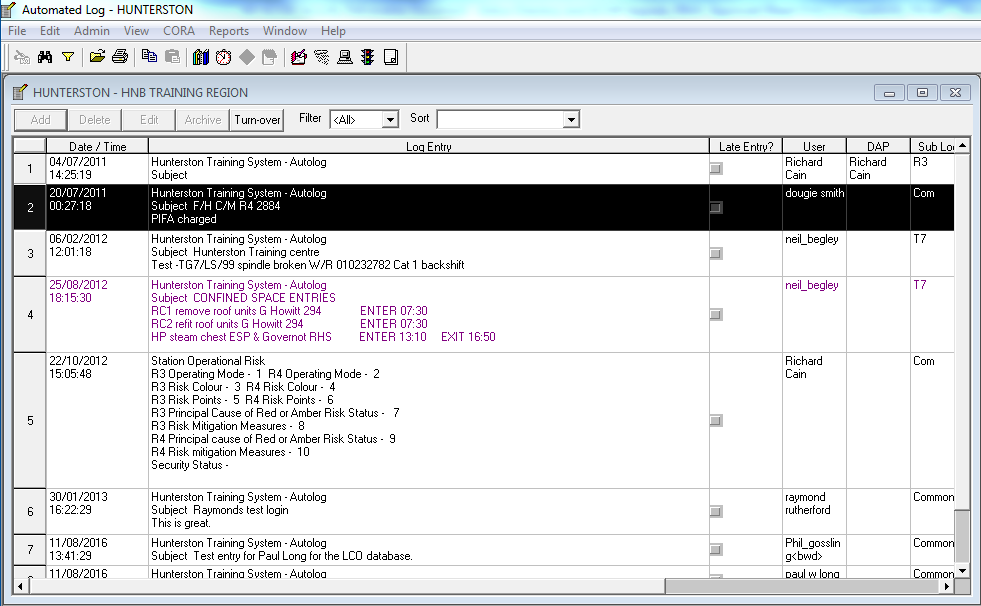 Automated Log - HUNTERSTON
File Edit Admin View CORA Reports Window Help
HUNTERSTON - HNB TRAINING REGION
Add Delete Edit Archive Turn-over Filter <All> Sort
Date / Time Log Entry Late Entry? User DAP Sub Loc
1 04/07/2011 Hunterston Training System - Autolog Richard Richard R3
14:25:19 Subject Cain Cain
2 20/07/2011 Hunterston Training System - Autolog dougie smith Com
00:27:18 Subject F/H C/M R4 2884
PIFA charged
3 06/02/2012 Hunterston Training System - Autolog neil_begley T7
12:01:18 Subject Hunterston Training centre
Test -TG7/LS/99 spindle broken W/R 010232782 Cat 1 backshift
4 25/08/2012 Hunterston Training System - Autolog neil_begley T7
18:15:30 Subject CONFINED SPACE ENTRIES
RC1 remove roof units G Howitt 294 ENTER 07:30
RC2 refit roof units G Howitt 294 ENTER 07:30
HP steam chest ESP & Governot RHS ENTER 13:10 EXIT 16:50
5 22/10/2012 Station Operational Risk Richard Com
15:05:48 R3 Operating Mode - 1 R4 Operating Mode - 2 Cain
R3 Risk Colour - 3 R4 Risk Colour - 4
R3 Risk Points - 5 R4 Risk Points - 6
R3 Principal Cause of Red or Amber Risk Status - 7
R3 Risk Mitigation Measures - 8
R4 Principal cause of Red or Amber Risk Status - 9
R4 Risk mitigation Measures - 10
Security Status -
6 30/01/2013 Hunterston Training System - Autolog raymond Common
16:22:29 Subject Raymonds test login rutherford
This is great.
7 11/08/2016 Hunterston Training System - Autolog Phil_gosslin Common
13:41:29 Subject Test entry for Paul Long for the LCO database. g<bwd>
11/08/2016 Hunterston Training System - Autolog paul w long Common